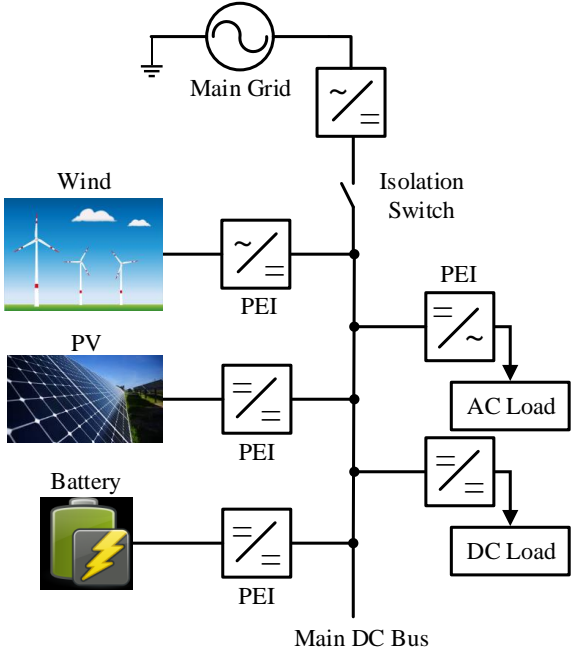 Main Grid
Wind
Isolation
Switch
PEI
PEI
PV
AC Load
PEI
Battery
DC Load
PEI
Main DC Bus